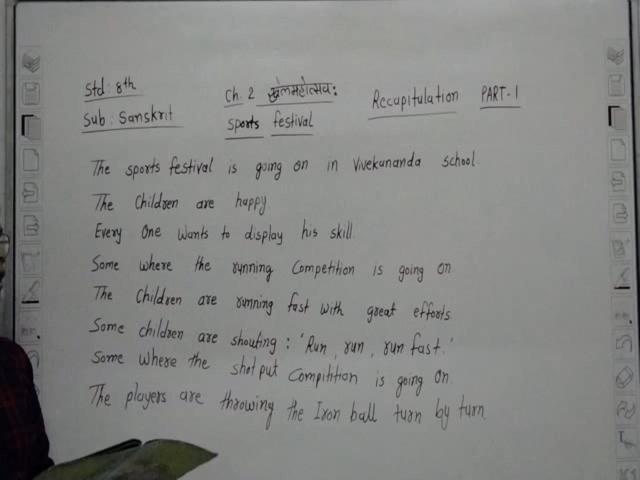 Std: 8th Ch. 2 खेलमहोत्सव: Recapitulation PART-1
Sub: Sanskrit sports festival
The sports festival is going on in Vivekananda school.
The Children are happy
Every One wants to display his skill.
Some where the running Competition is going on.
The Children are running fast with great efforts.
Some children are shouting : 'Run, run, run fast.'
Some where the shot put Compitition is going on.
The players are throwing the Iron ball turn by turn